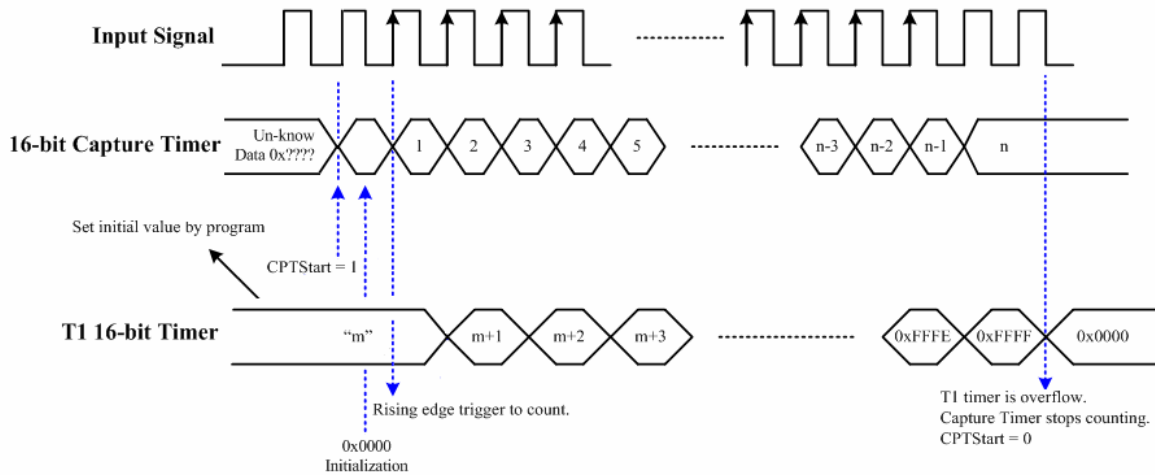 Input Signal
16-bit Capture Timer
Un-know
Data 0x????
1
2
3
4
5
n-3
n-2
n-1
n
Set initial value by program
CPTStart = 1
T1 16-bit Timer
“m”
m+1
m+2
m+3
0xFFFE
0xFFFF
0x0000
Rising edge trigger to count.
0x0000
Initialization
T1 timer is overflow.
Capture Timer stops counting.
CPTStart = 0